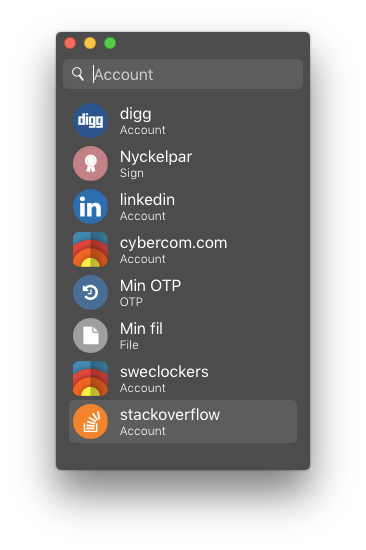 Account
digg
digg
Account
Nyckelpar
Sign
in
linkedin
Account
cybercom.com
Account
Min OTP
OTP
Min fil
File
sweclockers
Account
stackoverflow
Account